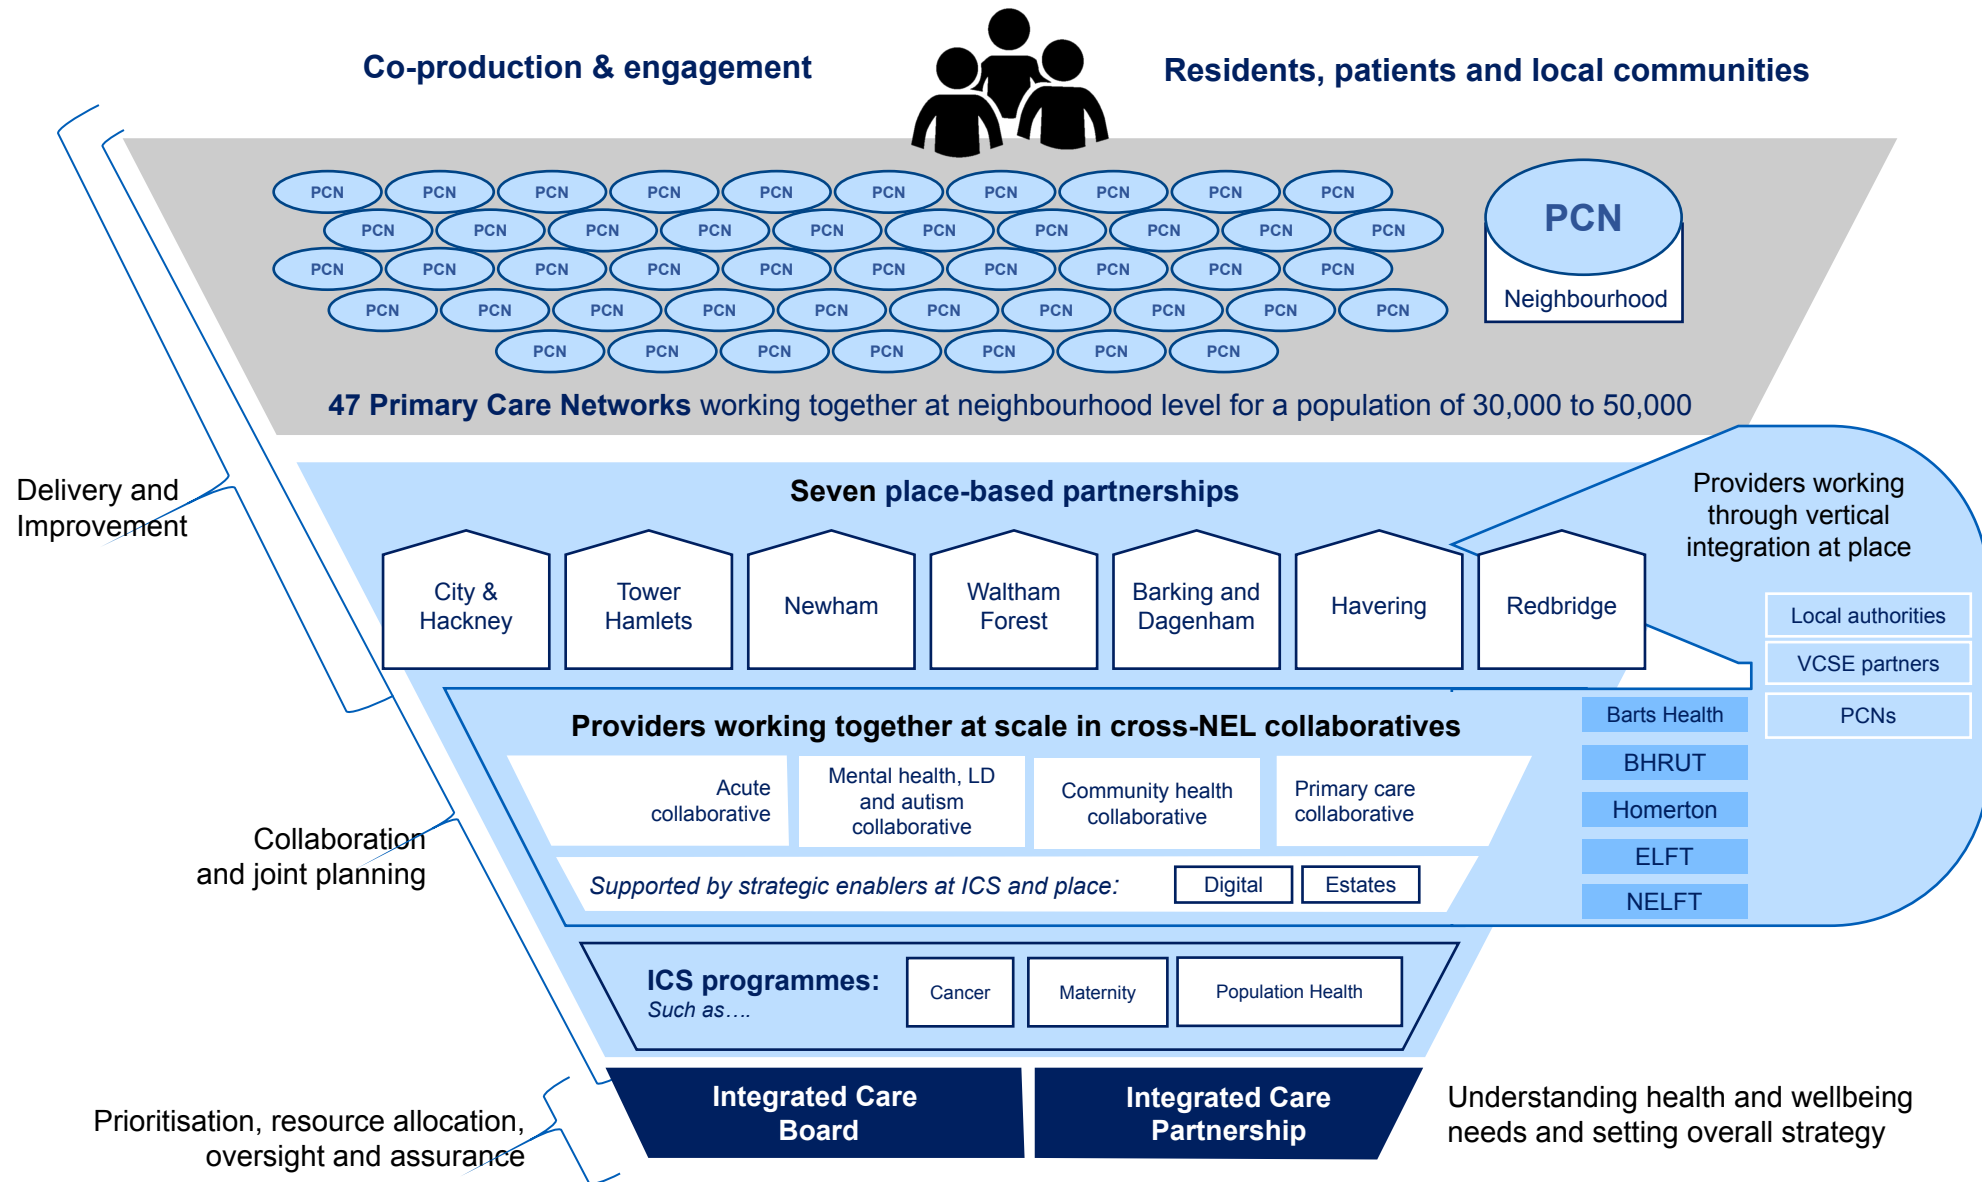 Co-production & engagement
Residents, patients and local communities
PCN PCN PCN PCN PCN PCN PCN PCN PCN PCN
PCN PCN PCN PCN PCN PCN PCN PCN PCN PCN
PCN PCN PCN PCN PCN PCN PCN PCN PCN PCN
PCN PCN PCN PCN PCN PCN PCN PCN PCN PCN
PCN PCN PCN PCN PCN PCN PCN
PCN
Neighbourhood
47 Primary Care Networks working together at neighbourhood level for a population of 30,000 to 50,000
Delivery and
Improvement
Seven place-based partnerships
City &
Hackney
Tower
Hamlets
Newham
Waltham
Forest
Barking and
Dagenham
Havering
Redbridge
Providers working
through vertical
integration at place
Local authorities
VCSE partners
PCNs
Barts Health
BHRUT
Homerton
ELFT
NELFT
Collaboration
and joint planning
Providers working together at scale in cross-NEL collaboratives
Acute
collaborative
Mental health, LD
and autism
collaborative
Community health
collaborative
Primary care
collaborative
Supported by strategic enablers at ICS and place:
Digital
Estates
ICS programmes:
Such as….
Cancer
Maternity
Population Health
Prioritisation, resource allocation,
oversight and assurance
Integrated Care
Board
Integrated Care
Partnership
Understanding health and wellbeing
needs and setting overall strategy